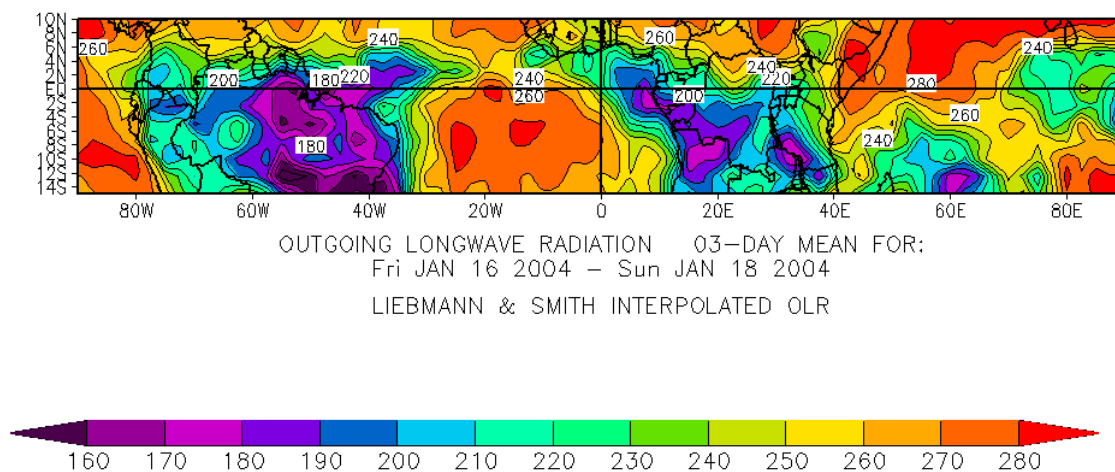 10N
8N
6N
4N
2N
EQ
2S
4S
6S
8S
10S
12S
14S
260
240
200
180
220
240
260
180
260
240
220
200
280
260
240
240
80W 60W 40W 20W 0 20E 40E 60E 80E
OUTGOING LONGWAVE RADIATION 03-DAY MEAN FOR:
Fri JAN 16 2004 – Sun JAN 18 2004
LIEBMANN & SMITH INTERPOLATED OLR
160 170 180 190 200 210 220 230 240 250 260 270 280